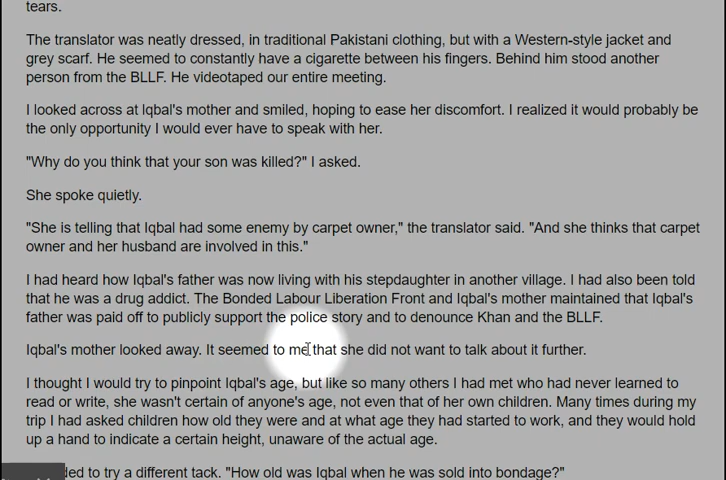 tears.
The translator was neatly dressed, in traditional Pakistani clothing, but with a Western-style jacket and
grey scarf. He seemed to constantly have a cigarette between his fingers. Behind him stood another
person from the BLLF. He videotaped our entire meeting.
I looked across at Iqbal's mother and smiled, hoping to ease her discomfort. I realized it would probably be
the only opportunity I would ever have to speak with her.
"Why do you think that your son was killed?" I asked.
She spoke quietly.
"She is telling that Iqbal had some enemy by carpet owner," the translator said. "And she thinks that carpet
owner and her husband are involved in this."
I had heard how Iqbal's father was now living with his stepdaughter in another village. I had also been told
that he was a drug addict. The Bonded Labour Liberation Front and Iqbal's mother maintained that Iqbal's
father was paid off to publicly support the police story and to denounce Khan and the BLLF.
Iqbal's mother looked away. It seemed to me that she did not want to talk about it further.
I thought I would try to pinpoint Iqbal's age, but like so many others I had met who had never learned to
read or write, she wasn't certain of anyone's age, not even that of her own children. Many times during my
trip I had asked children how old they were and at what age they had started to work, and they would hold
up a hand to indicate a certain height, unaware of the actual age.
to try a different tack. "How old was Iqbal when he was sold into bondage?"